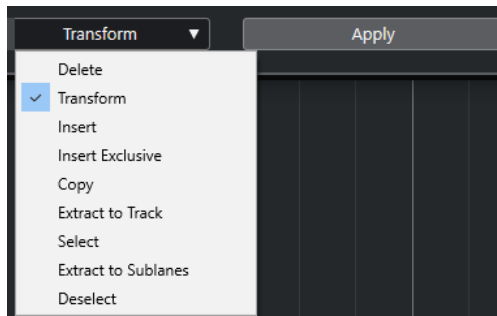 Transform
Apply
Delete
Transform
Insert
Insert Exclusive
Copy
Extract to Track
Select
Extract to Sublanes
Deselect